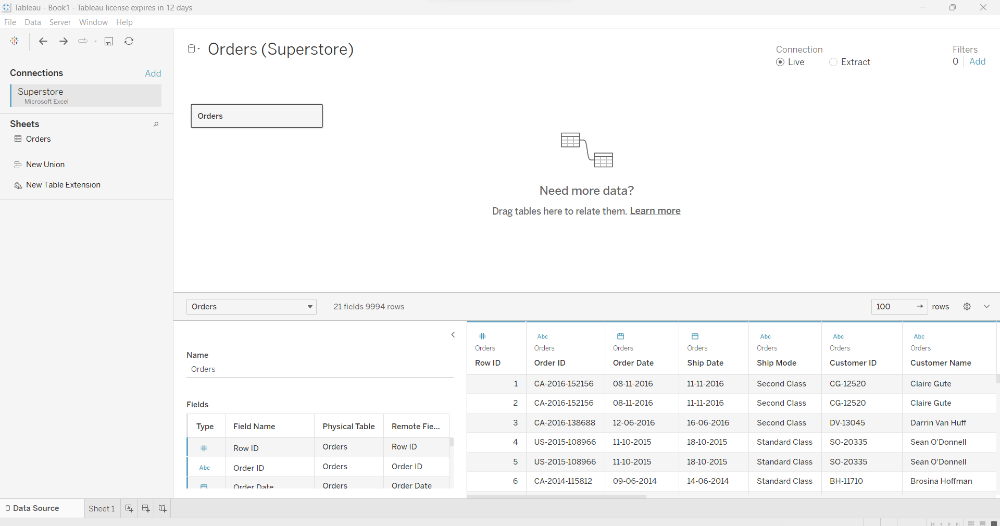 Tableau - Book1 - Tableau license expires in 12 days
File Data Server Window Help
Connections Add
Superstore
Microsoft Excel
Sheets
Orders
New Union
New Table Extension
Orders (Superstore)
Connection
Live Extract
Filters
0 Add
Orders
Need more data?
Drag tables here to relate them. Learn more
Orders 21 fields 9994 rows 100 → rows
Name
Orders
Fields
Type Field Name Physical Table Remote Fie...
# Row ID Orders Row ID
Abc Order ID Orders Order ID
Order Date Orders Order Date
# Abc Abc Abc Abc
Orders Orders Orders Orders Orders Orders Orders
Row ID Order ID Order Date Ship Date Ship Mode Customer ID Customer Name
1 CA-2016-152156 08-11-2016 11-11-2016 Second Class CG-12520 Claire Gute
2 CA-2016-152156 08-11-2016 11-11-2016 Second Class CG-12520 Claire Gute
3 CA-2016-138688 12-06-2016 16-06-2016 Second Class DV-13045 Darrin Van Huff
4 US-2015-108966 11-10-2015 18-10-2015 Standard Class SO-20335 Sean O'Donnell
5 US-2015-108966 11-10-2015 18-10-2015 Standard Class SO-20335 Sean O'Donnell
6 CA-2014-115812 09-06-2014 14-06-2014 Standard Class BH-11710 Brosina Hoffman
Data Source Sheet 1